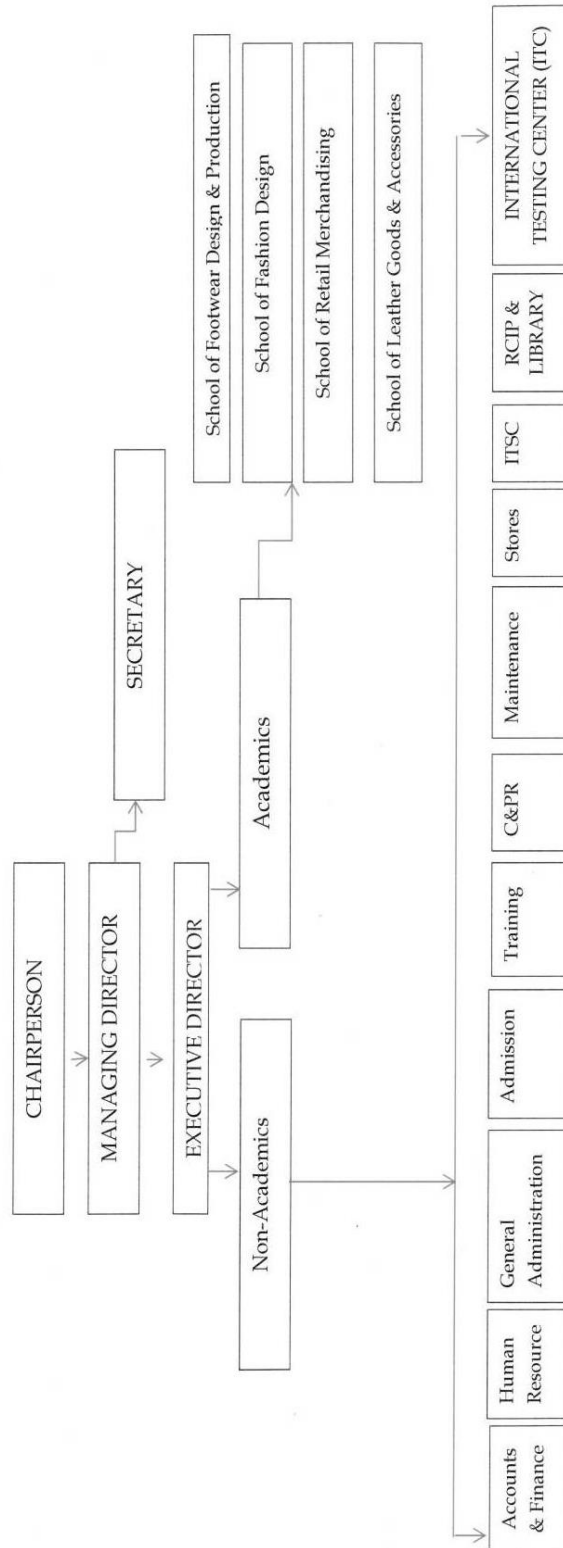 CHAIRPERSON
MANAGING DIRECTOR
SECRETARY
EXECUTIVE DIRECTOR
Non-Academics
Academics
School of Footwear Design & Production
School of Fashion Design
School of Retail Merchandising
School of Leather Goods & Accessories
Accounts
& Finance
Human
Resource
General
Administration
Admission
Training
C&PR
Maintenance
Stores
ITSC
RCIP &
LIBRARY
INTERNATIONAL
TESTING CENTER (ITC)